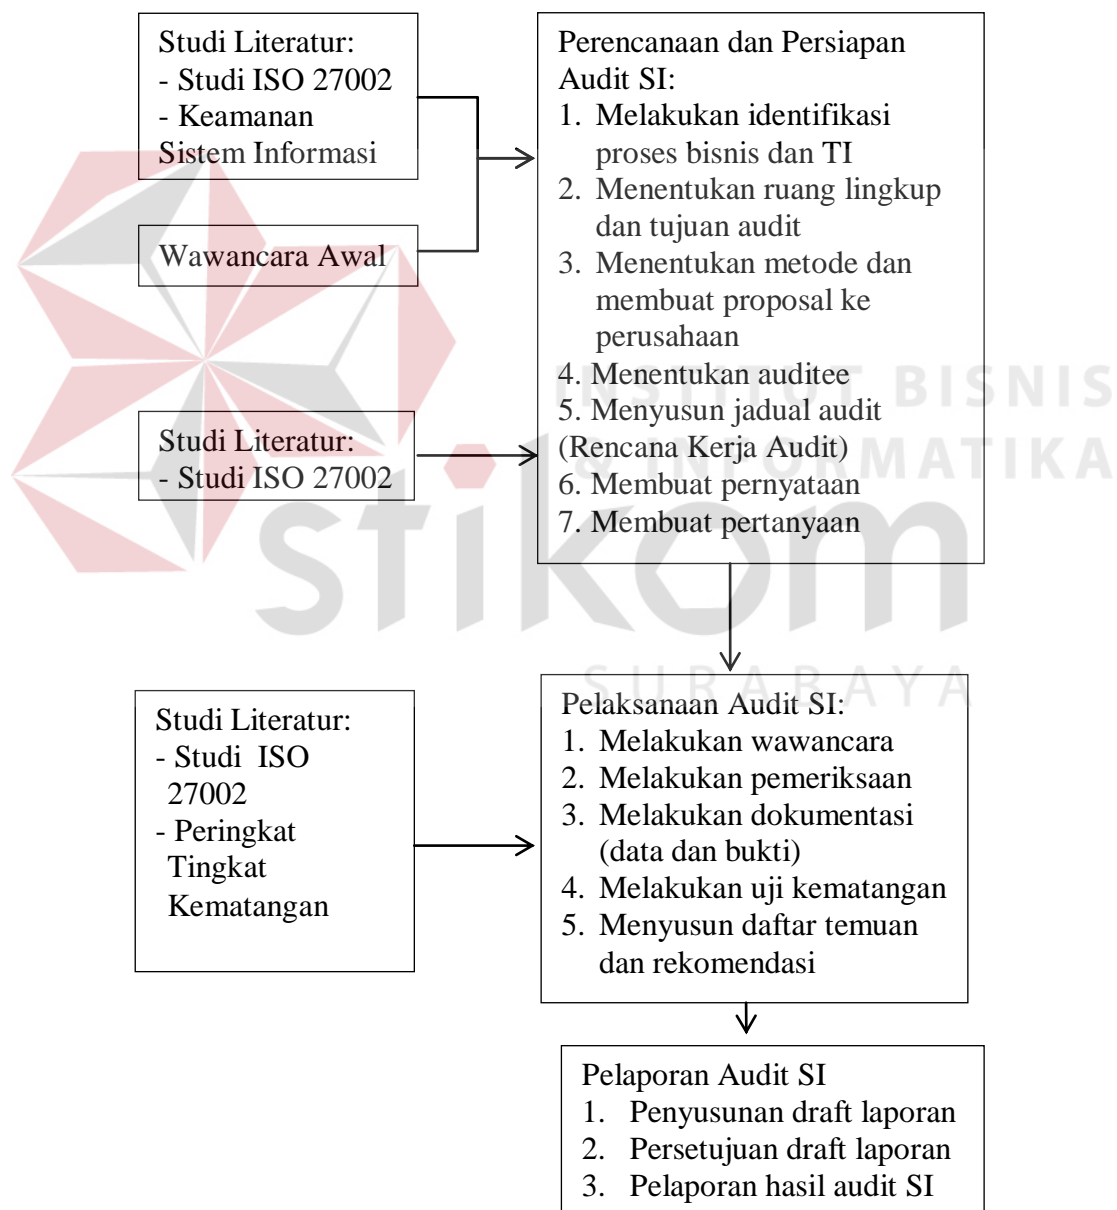 Studi Literatur:
- Studi ISO 27002
- Keamanan
Sistem Informasi
Wawancara Awal
Studi Literatur:
- Studi ISO 27002
Perencanaan dan Persiapan
Audit SI:
1. Melakukan identifikasi
proses bisnis dan TI
2. Menentukan ruang lingkup
dan tujuan audit
3. Menentukan metode dan
membuat proposal ke
perusahaan
4. Menentukan auditee
5. Menyusun jadual audit
(Rencana Kerja Audit)
6. Membuat pernyataan
7. Membuat pertanyaan
INSTITUT BISNIS
& INFORMATIKA
stikom
SURABAYA
Studi Literatur:
- Studi ISO
27002
- Peringkat
Tingkat
Kematangan
Pelaksanaan Audit SI:
1. Melakukan wawancara
2. Melakukan pemeriksaan
3. Melakukan dokumentasi
(data dan bukti)
4. Melakukan uji kematangan
5. Menyusun daftar temuan
dan rekomendasi
Pelaporan Audit SI
1. Penyusunan draft laporan
2. Persetujuan draft laporan
3. Pelaporan hasil audit SI